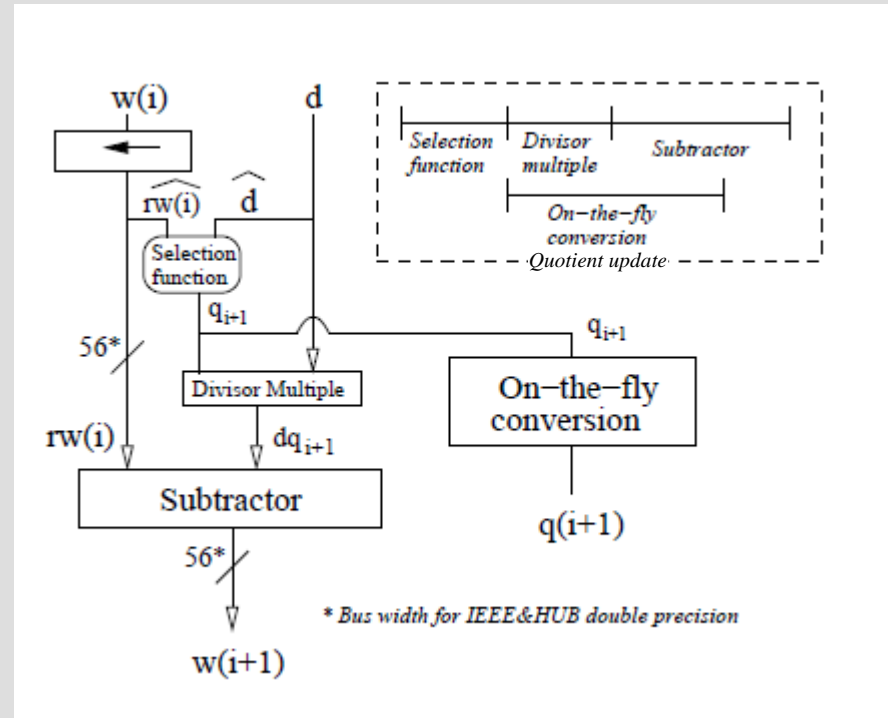 w(i)
d
Selection function
Divisor multiple
Subtractor
On-the-fly conversion
Quotient update
rw(i)
d
Selection
function
q_{i+1}
q_{i+1}
56*
Divisor Multiple
On-the-fly
conversion
rw(i)
dq_{i+1}
Subtractor
q(i+1)
56*
* Bus width for IEEE&HUB double precision
w(i+1)